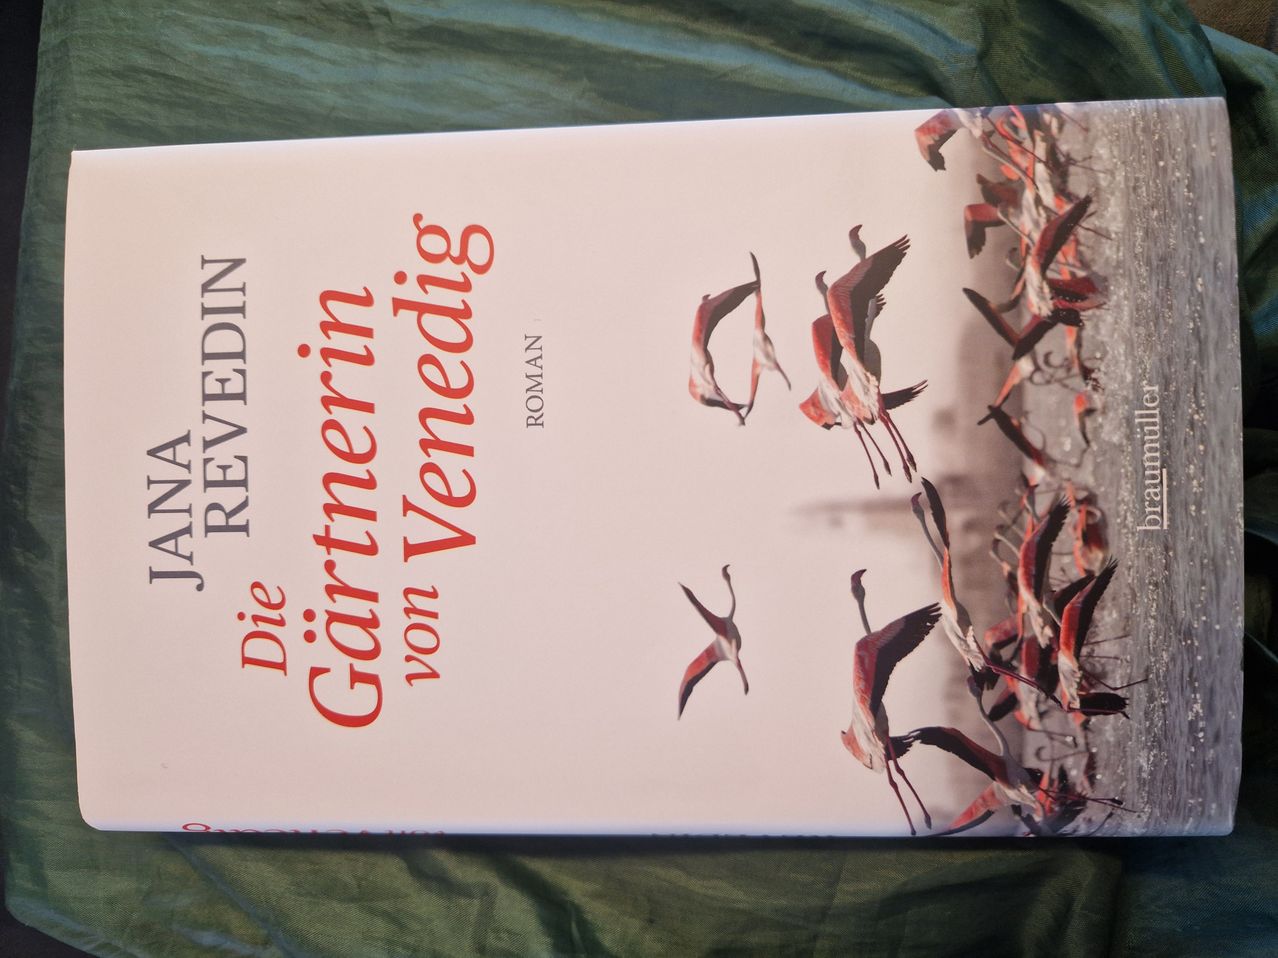 JANA
REVEDIN
Die
Gärtnerin
von Venedig
ROMAN
braumüller